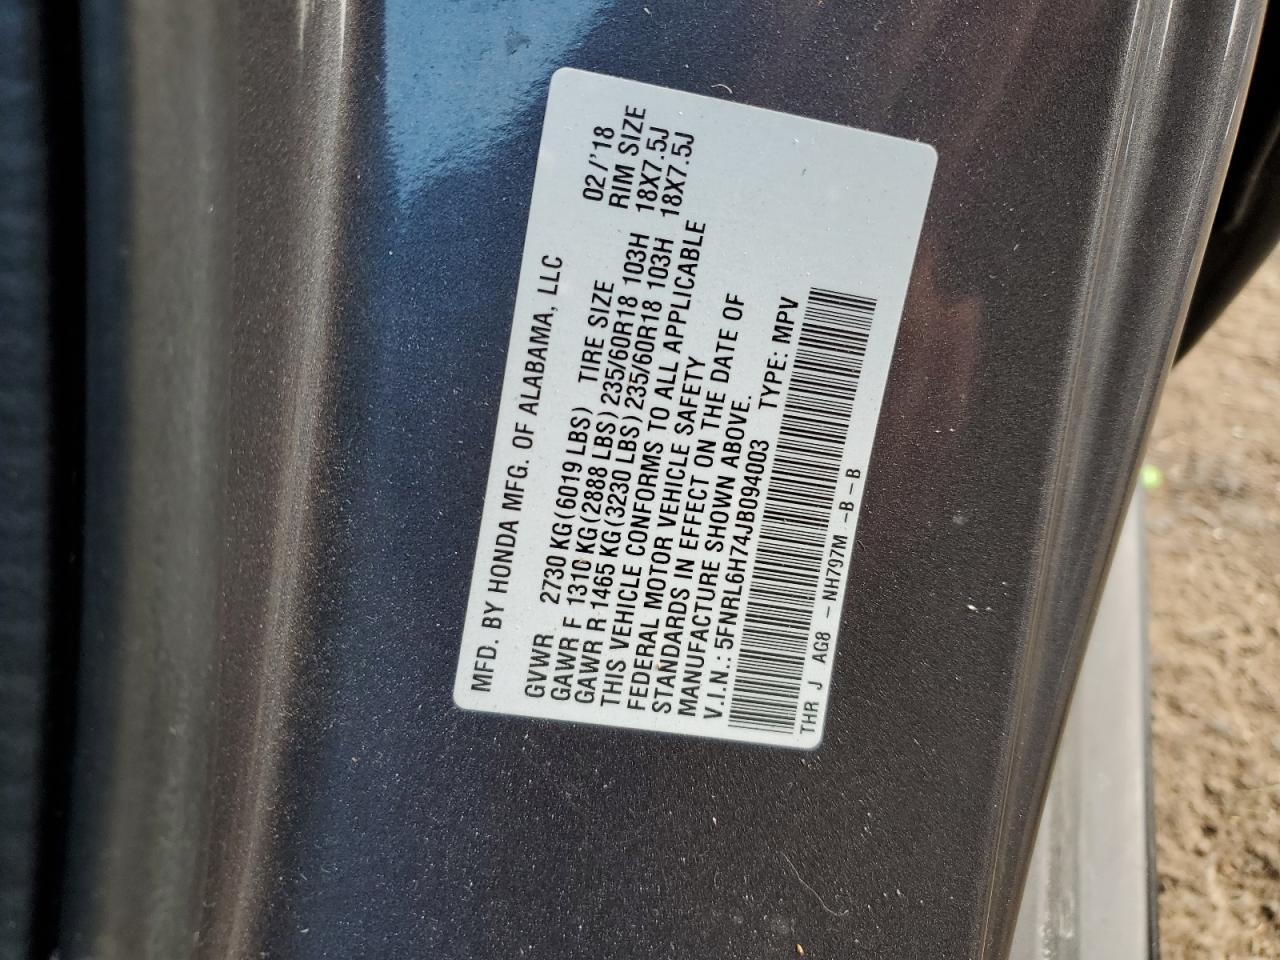 MFD. BY HONDA MFG. OF ALABAMA, LLC 02/'18
GVWR 2730 KG(6019 LBS) TIRE SIZE RIM SIZE
GAWR F 1310 KG(2888 LBS) 235/60R18 103H 18X7.5J
GAWR R 1465 KG(3230 LBS) 235/60R18 103H 18X7.5J
THIS VEHICLE CONFORMS TO ALL APPLICABLE
FEDERAL MOTOR VEHICLE SAFETY
STANDARDS IN EFFECT ON THE DATE OF
MANUFACTURE SHOWN ABOVE.
V.I.N.: 5FNRL6H74JB094003 TYPE: MPV
THR J AG8 - NH797M -B-B